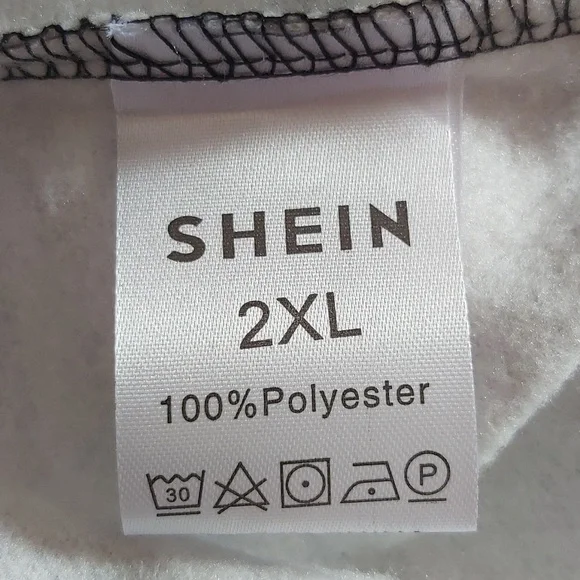 SHEIN
2XL
100%Polyester
30 P